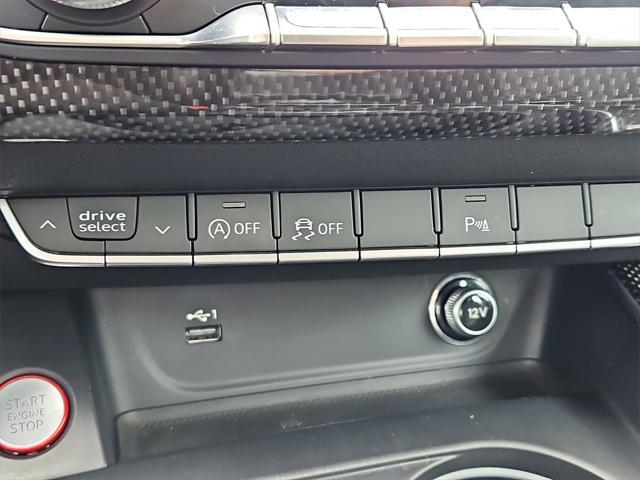 drive
select
A OFF
OFF
P
1
12V
START
ENGINE
STOP